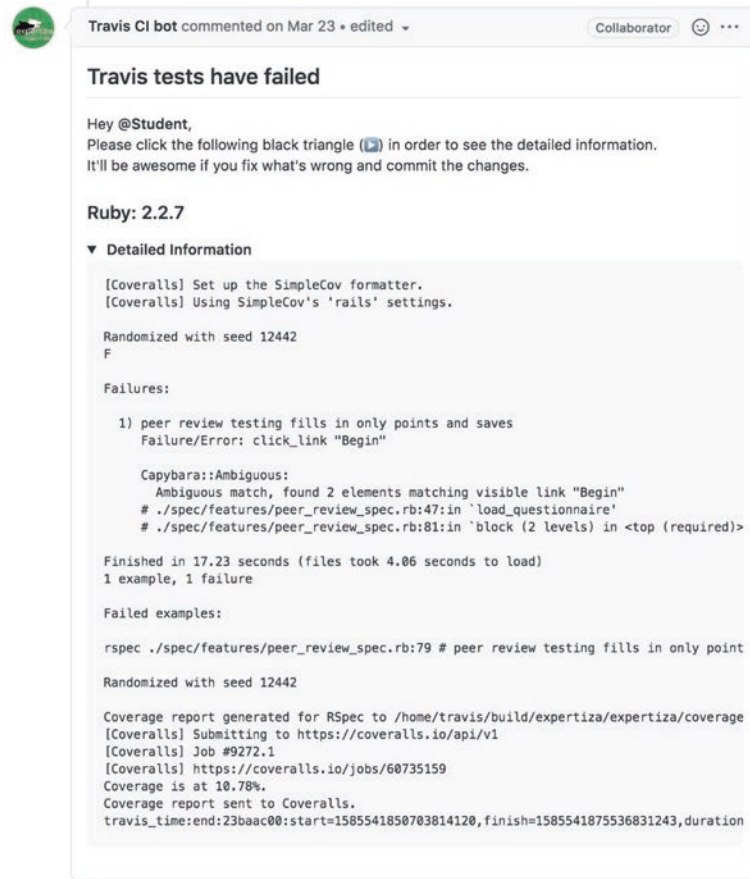 Travis CI bot commented on Mar 23 • edited
Collaborator
Travis tests have failed
Hey @Student,
Please click the following black triangle (▶️) in order to see the detailed information.
It'll be awesome if you fix what's wrong and commit the changes.
Ruby: 2.2.7
▼ Detailed Information
[Coveralls] Set up the SimpleCov formatter.
[Coveralls] Using SimpleCov's 'rails' settings.
Randomized with seed 12442
F
Failures:
1) peer review testing fills in only points and saves
Failure/Error: click_link "Begin"
Capybara::Ambiguous:
Ambiguous match, found 2 elements matching visible link "Begin"
# ./spec/features/peer_review_spec.rb:47:in `load_questionnaire'
# ./spec/features/peer_review_spec.rb:81:in `block (2 levels) in <top (required)>
Finished in 17.23 seconds (files took 4.06 seconds to load)
1 example, 1 failure
Failed examples:
rspec ./spec/features/peer_review_spec.rb:79 # peer review testing fills in only point
Randomized with seed 12442
Coverage report generated for RSpec to /home/travis/build/expertiza/expertiza/coverage
[Coveralls] Submitting to https://coveralls.io/api/v1
[Coveralls] Job #9272.1
[Coveralls] https://coveralls.io/jobs/60735159
Coverage is at 10.78%.
Coverage report sent to Coveralls.
travis_time:end:23baac00:start=1585541850703814120,finish=1585541875536831243,duration